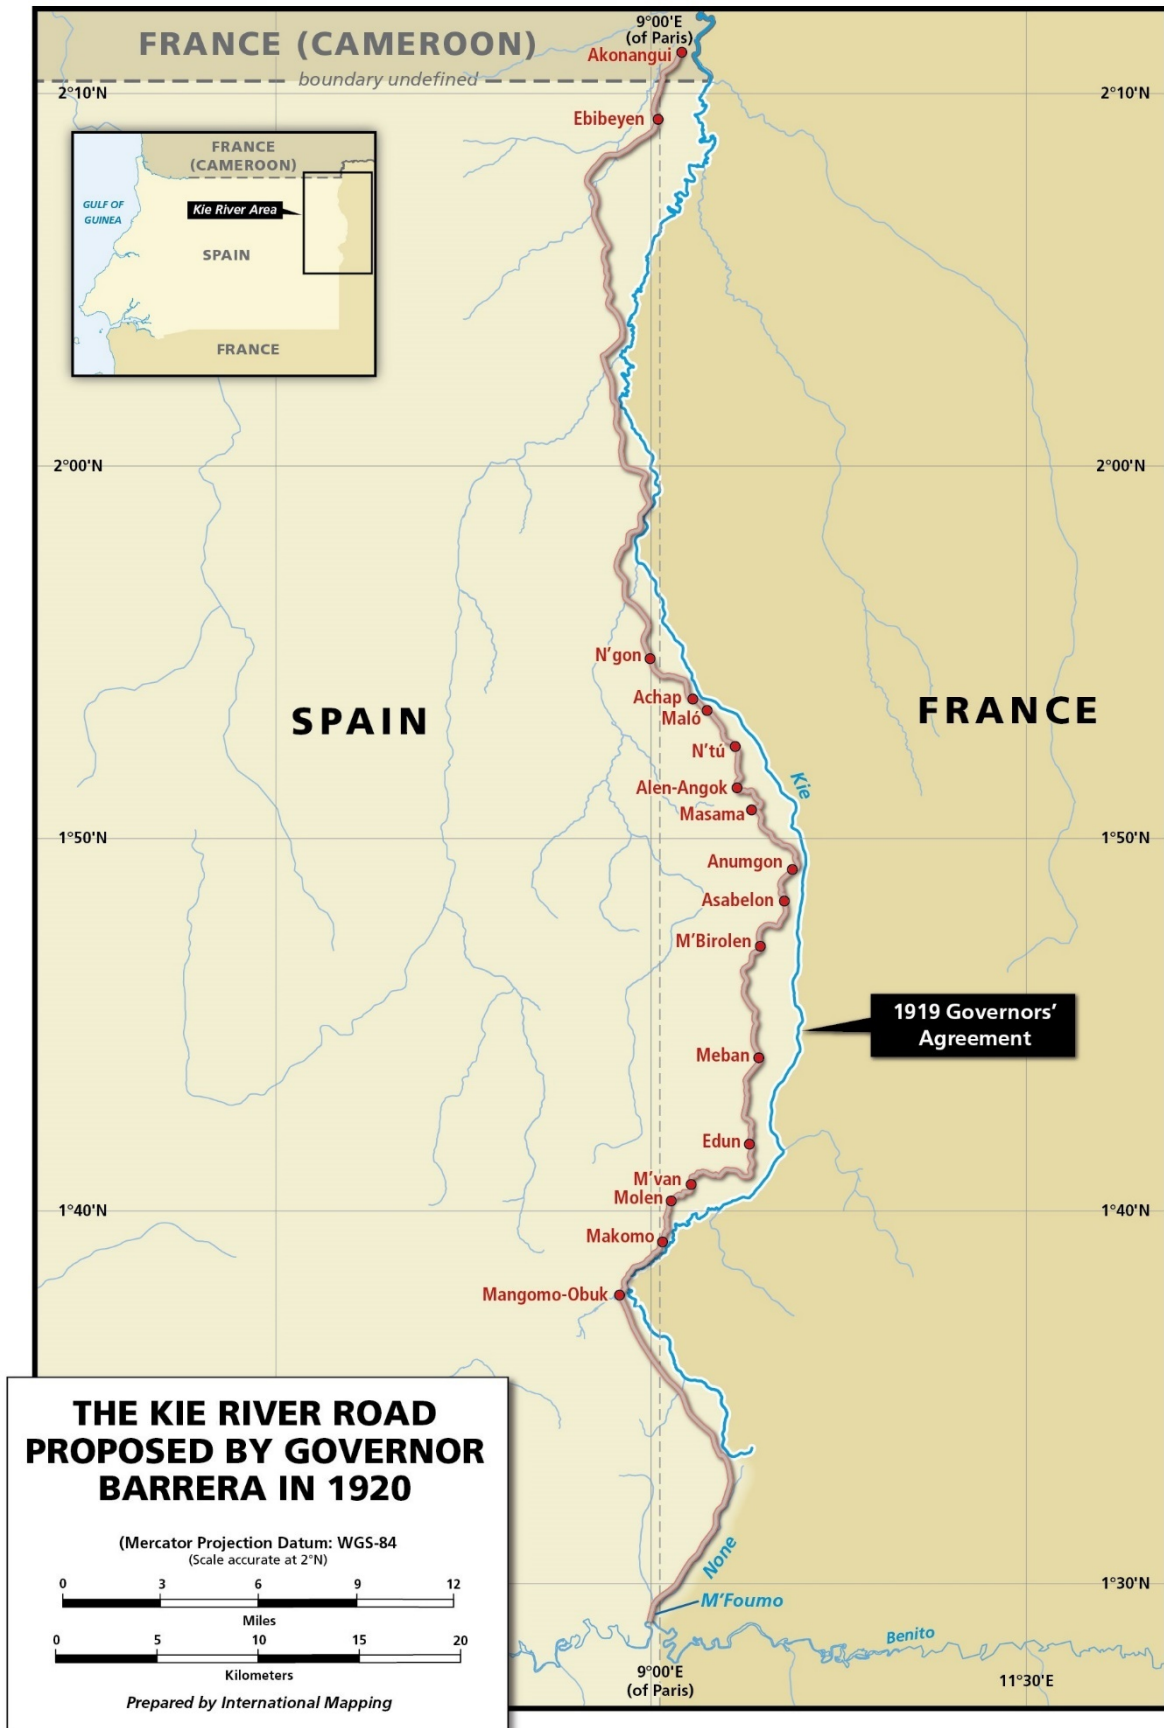 9°00'E
(of Paris)
FRANCE (CAMEROON)
Akonangui
boundary undefined
2°10'N
2°10'N
Ebibeyen
FRANCE
(CAMEROON)
GULF OF
GUINEA
Kie River Area
SPAIN
FRANCE
2°00'N
2°00'N
N'gon
Achap
Maló
SPAIN
FRANCE
N'tú
Kie
Alen-Angok
Masama
1°50'N
1°50'N
Anumgon
Asabelon
M'Birolen
1919 Governors'
Agreement
Meban
Edun
M'van
Molen
1°40'N
1°40'N
Makomo
Mangomo-Obuk
THE KIE RIVER ROAD
PROPOSED BY GOVERNOR
BARRERA IN 1920
(Mercator Projection Datum: WGS-84
(Scale accurate at 2°N)
0 3 6 9 12
Miles
0 5 10 15 20
Kilometers
Prepared by International Mapping
None
1°30'N
M'Foumo
Benito
9°00'E
(of Paris)
11°30'E